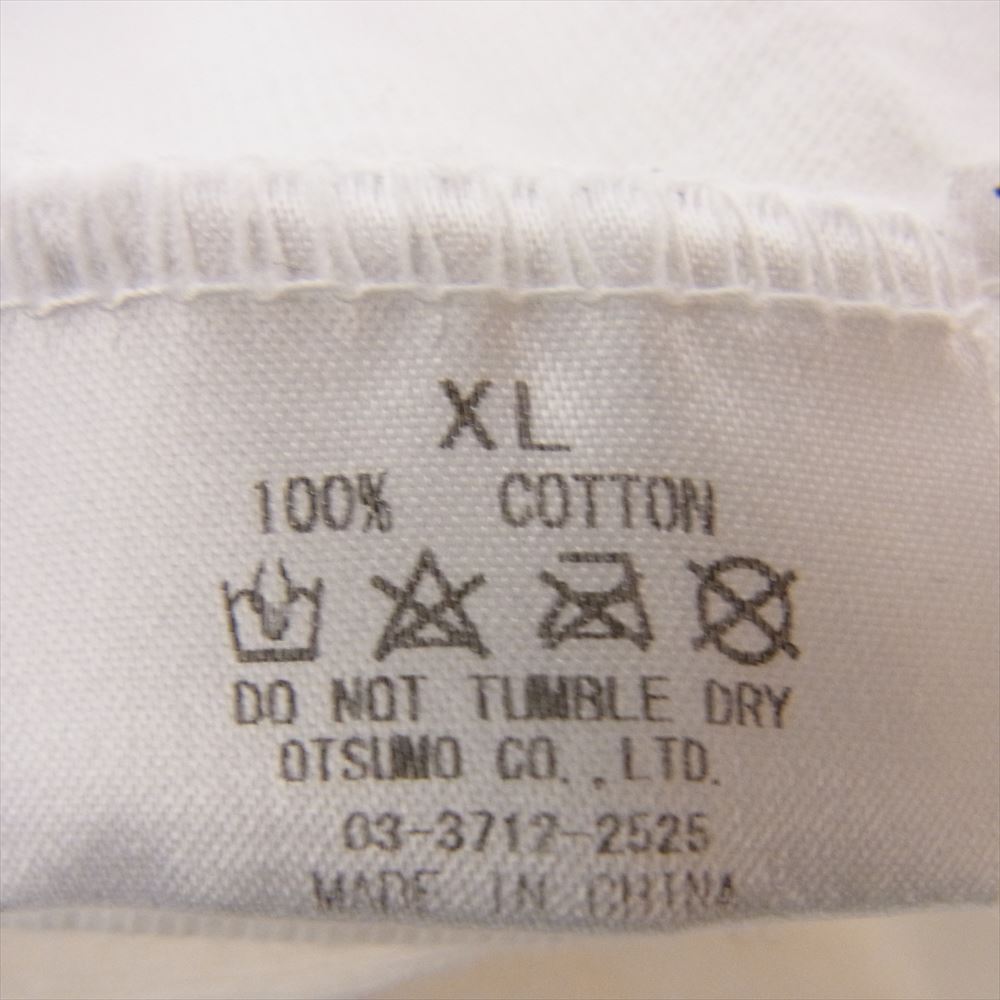 XL
100% COTTON
DO NOT TUMBLE DRY
OTSUMO CO.,LTD.
03-3712-2525
MADE IN CHINA